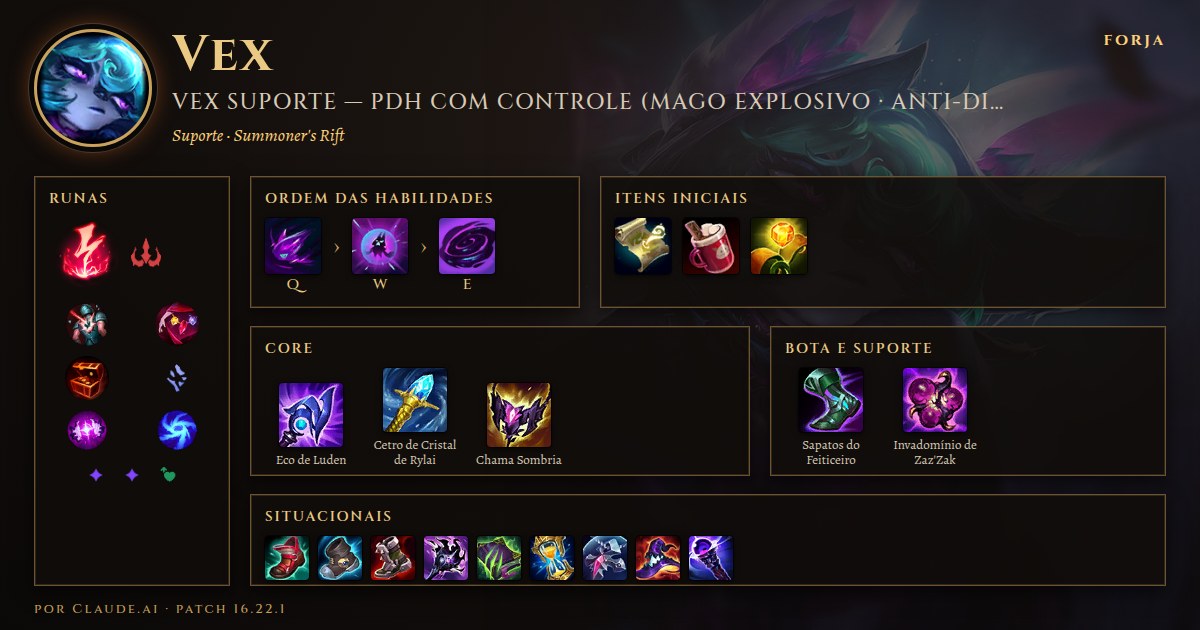 Vex
FORJA
VEX SUPORTE — PDH COM CONTROLE (MAGO EXPLOSIVO · ANTI-DI...
Suporte · Summoner's Rift
RUNAS
ORDEM DAS HABILIDADES
Q › W › E
ITENS INICIAIS
CORE
Eco de Luden
Cetro de Cristal
de Rylai
Chama Sombria
BOTA E SUPORTE
Sapatos do
Feiticeiro
Invadomínio de
Zaz'Zak
SITUACIONAIS
POR CLAUDE.AI · PATCH 16.22.1